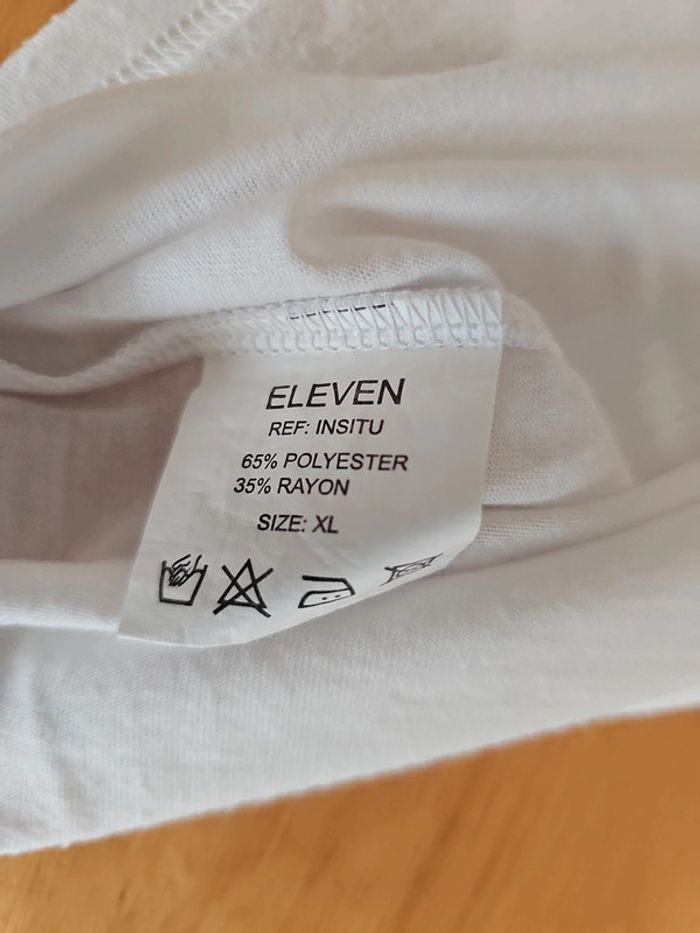 ELEVEN
REF: INSITU
65% POLYESTER
35% RAYON
SIZE: XL